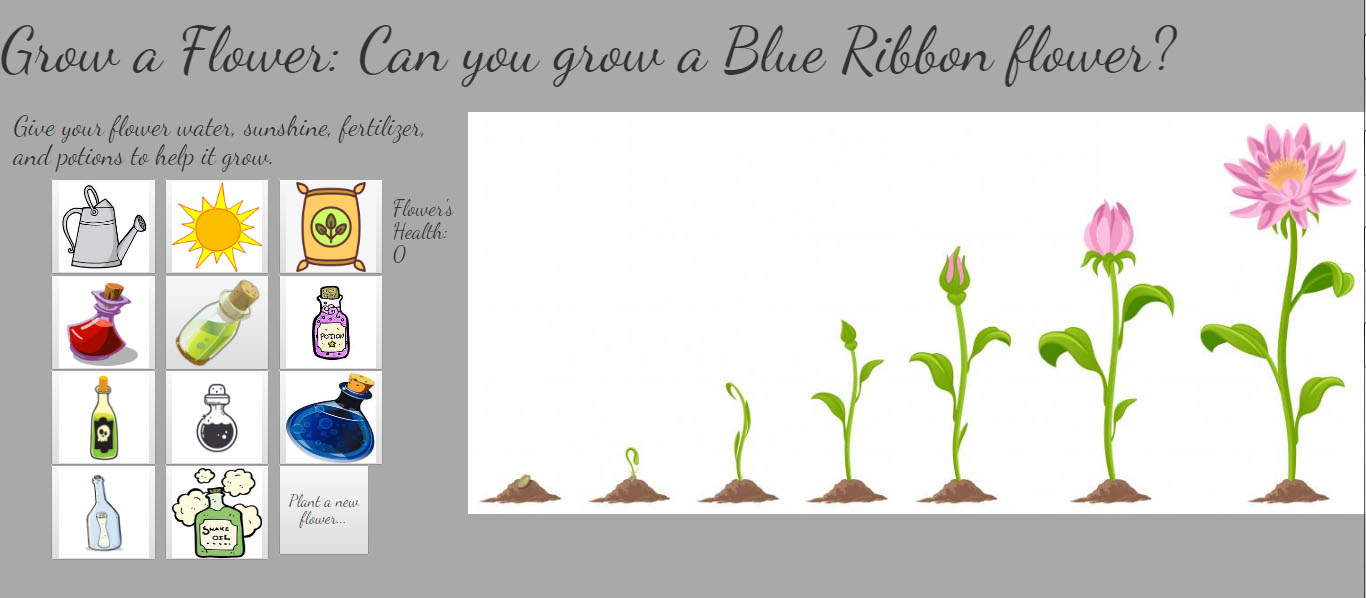 Grow a Flower: Can you grow a Blue Ribbon flower?
Give your flower water, sunshine, fertilizer,
and potions to help it grow.
Flower's
Health:
0
POTION
SNAKE
OIL
Plant a new
flower...